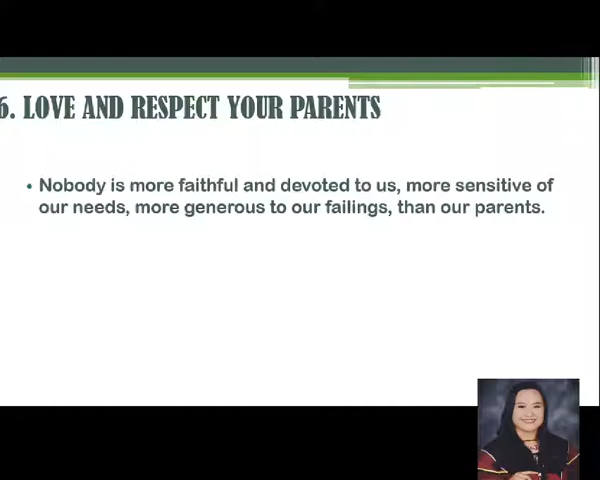 6. LOVE AND RESPECT YOUR PARENTS
• Nobody is more faithful and devoted to us, more sensitive of
our needs, more generous to our failings, than our parents.